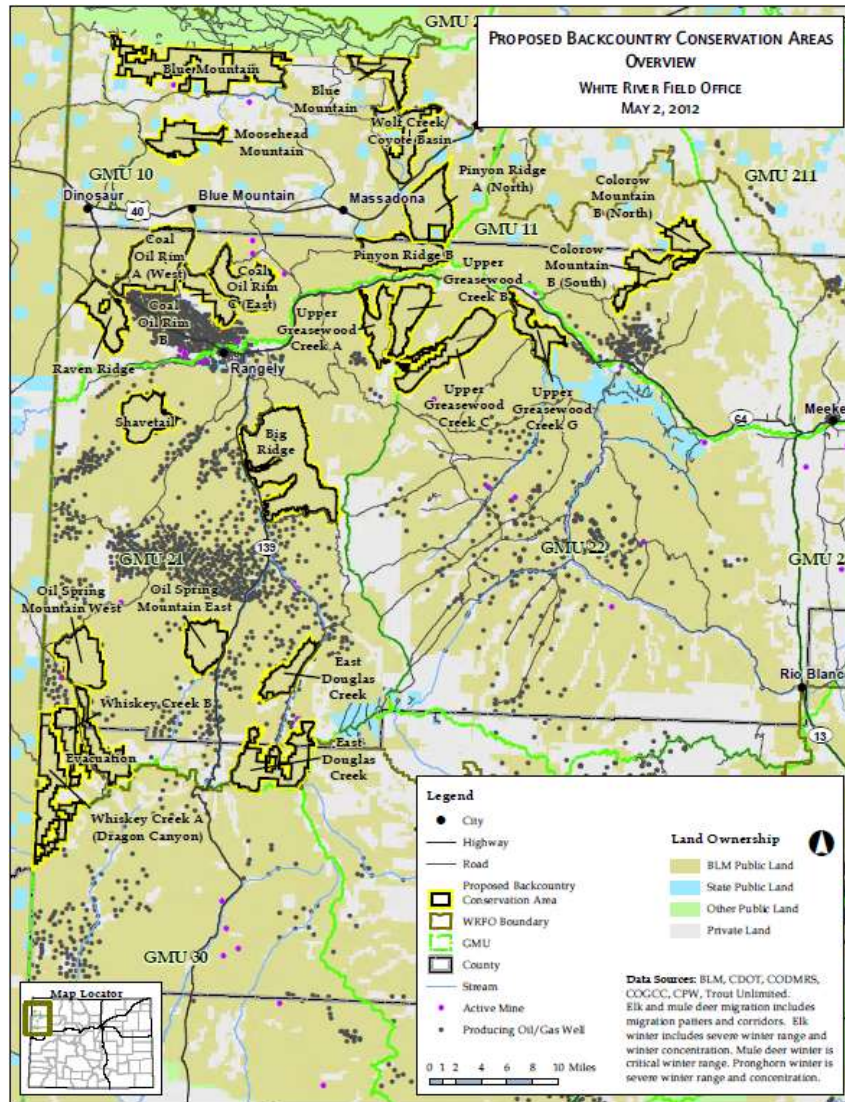 PROPOSED BACKCOUNTRY CONSERVATION AREAS
OVERVIEW
WHITE RIVER FIELD OFFICE
MAY 2, 2012
GMU 2
Blue Mountain
Blue
Mountain
Wolf Creek/
Coyote Basin
Moosehead
Mountain
GMU 10
Pinyon Ridge
A (North)
Colorow
Mountain
B (North)
GMU 211
Dinosaur
40
Blue Mountain
Massadona
GMU 11
Coal
Oil Rim
A (West)
Pinyon Ridge B
Colorow
Mountain
B (South)
Coal
Oil Rim
C (East)
Upper
Greasewood
Creek B
Coal
Oil Rim
B
Upper
Greasewood
Creek A
Raven Ridge
Rangely
Upper
Greasewood
Creek C
Upper
Greasewood
Creek G
64
Meeke
Shavetail
Big
Ridge
139
GMU 21
GMU 22
GMU 2
Oil Spring
Mountain West
Oil Spring
Mountain East
East
Douglas
Creek
Rio Blanc
Whiskey Creek B
13
Evacuation
East
Douglas
Creek
Whiskey Creek A
(Dragon Canyon)
GMU 30
Map Locator
Legend
City
Highway
Road
Proposed Backcountry
Conservation Area
WRFO Boundary
GMU
County
Stream
Active Mine
Producing Oil/Gas Well
0 1 2 4 6 8 10 Miles
Land Ownership
BLM Public Land
State Public Land
Other Public Land
Private Land
Data Sources: BLM, CDOT, CODMRS,
COGCC, CPW, Trout Unlimited.
Elk and mule deer migration includes
migration patters and corridors. Elk
winter includes severe winter range and
winter concentration. Mule deer winter is
critical winter range. Pronghorn winter is
severe winter range and concentration.